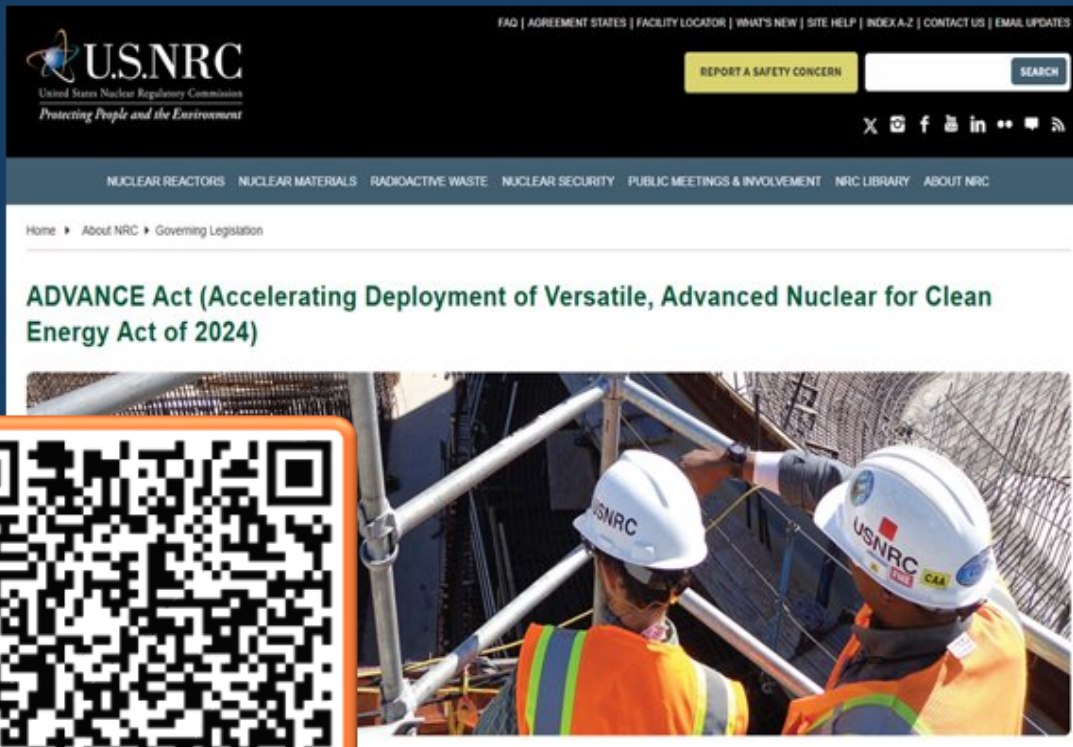 FAQ | AGREEMENT STATES | FACILITY LOCATOR | WHAT'S NEW | SITE HELP | INDEX A-Z | CONTACT US | EMAIL UPDATES
U.S.NRC
United States Nuclear Regulatory Commission
Protecting People and the Environment
REPORT A SAFETY CONCERN
SEARCH
NUCLEAR REACTORS NUCLEAR MATERIALS RADIOACTIVE WASTE NUCLEAR SECURITY PUBLIC MEETINGS & INVOLVEMENT NRC LIBRARY ABOUT NRC
Home ▸ About NRC ▸ Governing Legislation
ADVANCE Act (Accelerating Deployment of Versatile, Advanced Nuclear for Clean
Energy Act of 2024)
USNRC
USNRC
FME
CAA